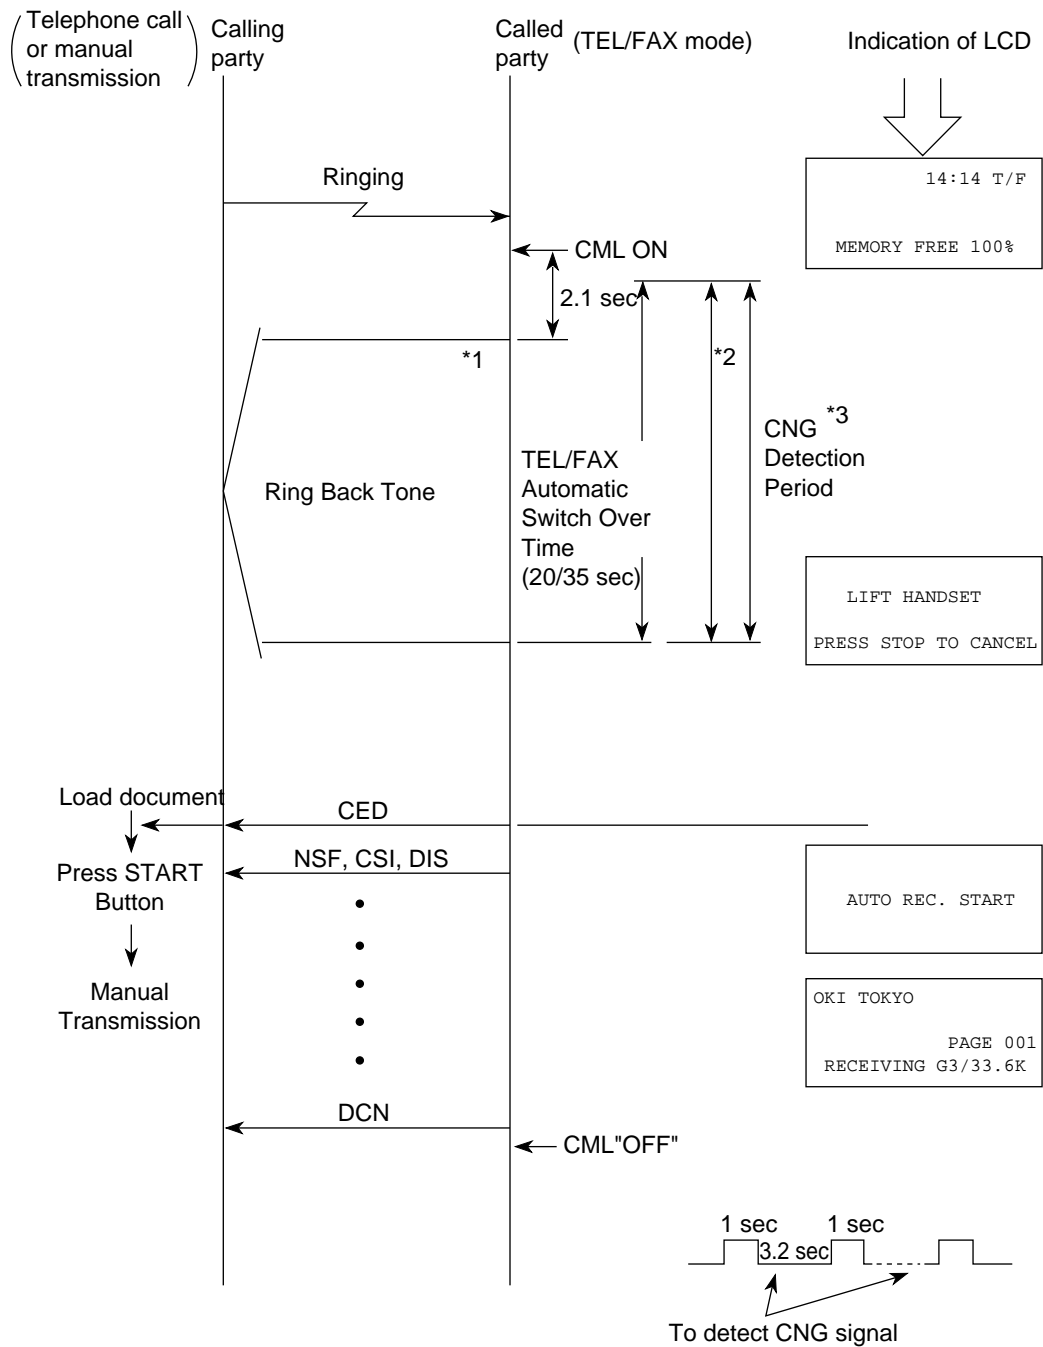 Telephone call
or manual
transmission
Calling
party
Called
party
(TEL/FAX mode)
Indication of LCD
Ringing
14:14 T/F
MEMORY FREE 100%
CML ON
2.1 sec
*1
*2
CNG *3
Detection
Period
TEL/FAX
Automatic
Switch Over
Time
(20/35 sec)
Ring Back Tone
LIFT HANDSET
PRESS STOP TO CANCEL
Load document
CED
NSF, CSI, DIS
Press START
Button
AUTO REC. START
Manual
Transmission
OKI TOKYO
PAGE 001
RECEIVING G3/33.6K
DCN
CML"OFF"
1 sec
1 sec
3.2 sec
To detect CNG signal